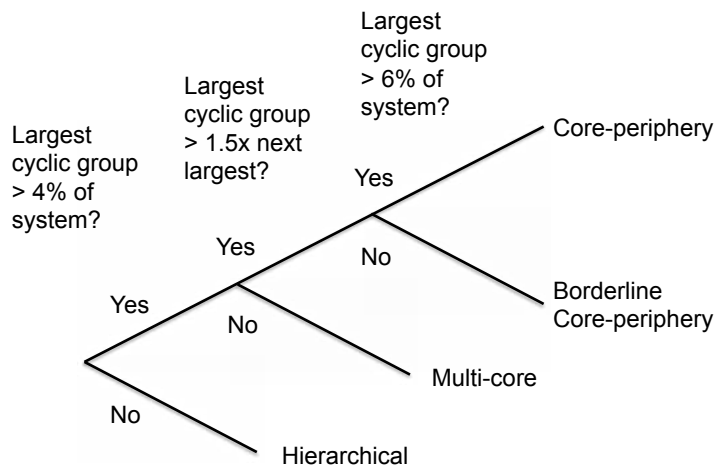 Largest
cyclic group
> 6% of
system?
Largest
cyclic group
> 1.5x next
largest?
Largest
cyclic group
> 4% of
system?
Core-periphery
Yes
Yes
No
Borderline
Core-periphery
Yes
No
Multi-core
No
Hierarchical